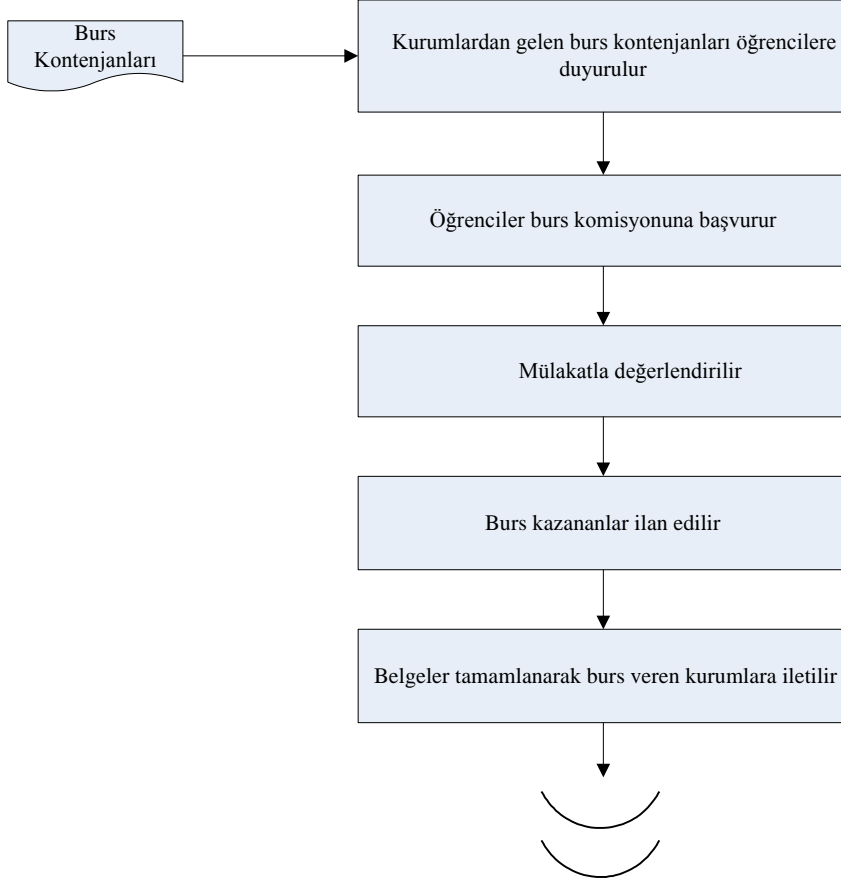 Burs
Kontenjanları
Kurumlardan gelen burs kontenjanları öğrencilere
duyurulur
Öğrenciler burs komisyonuna başvurur
Mülakatla değerlendirilir
Burs kazananlar ilan edilir
Belgeler tamamlanarak burs veren kurumlara iletilir